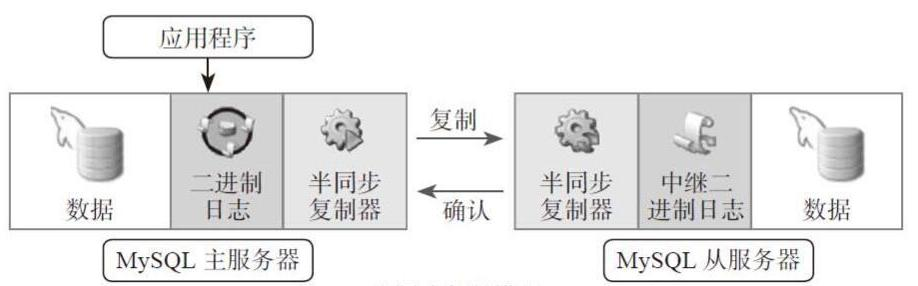 应用程序
复制
数据
二进制
日志
半同步
复制器
确认
半同步
复制器
中继二
进制日志
数据
MySQL 主服务器
MySQL 从服务器